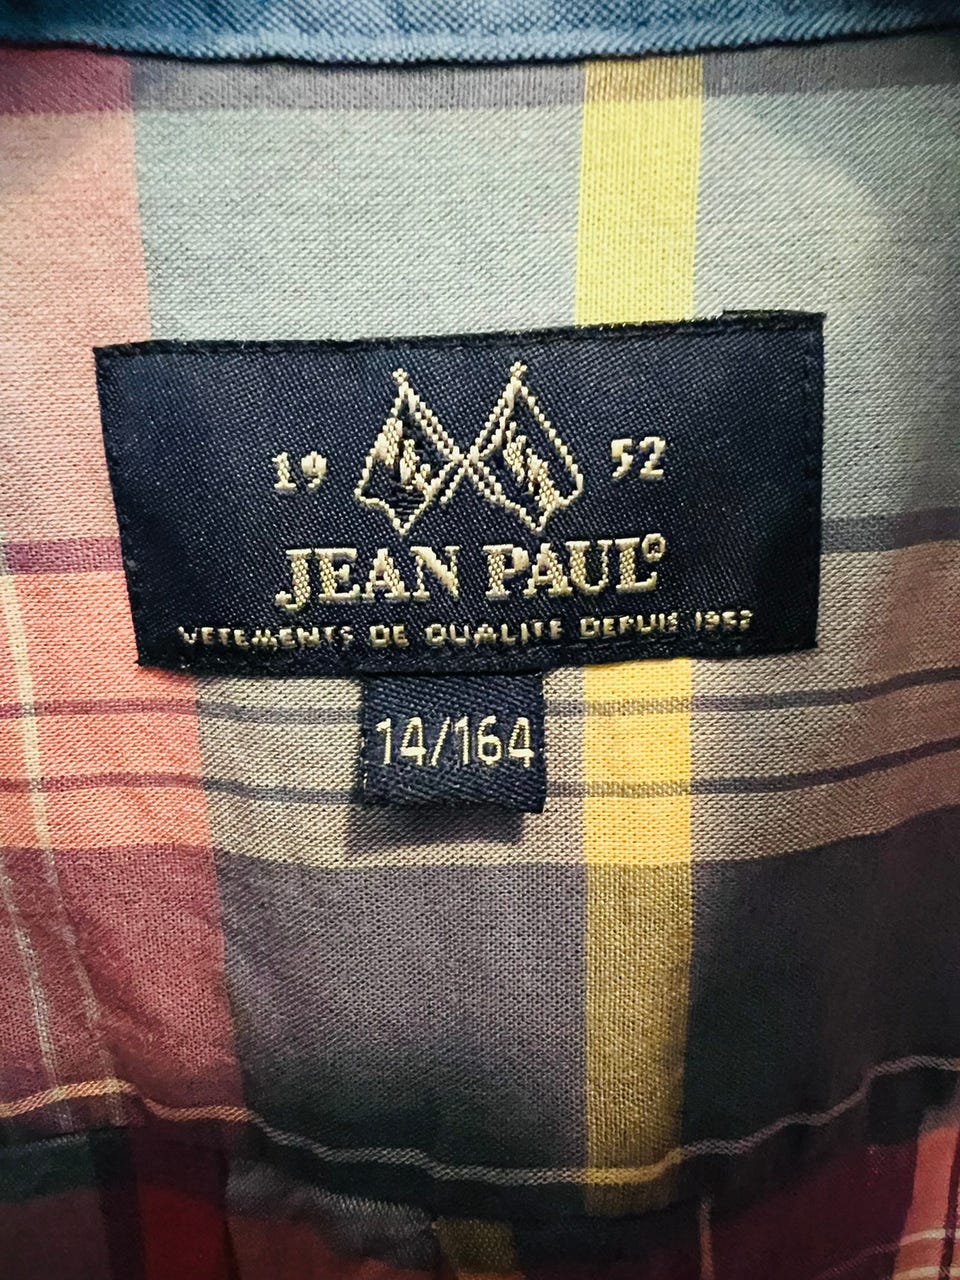 19 52
JEAN PAUL®
VETEMENTS DE QUALITE DEPUIS 1952
14/164